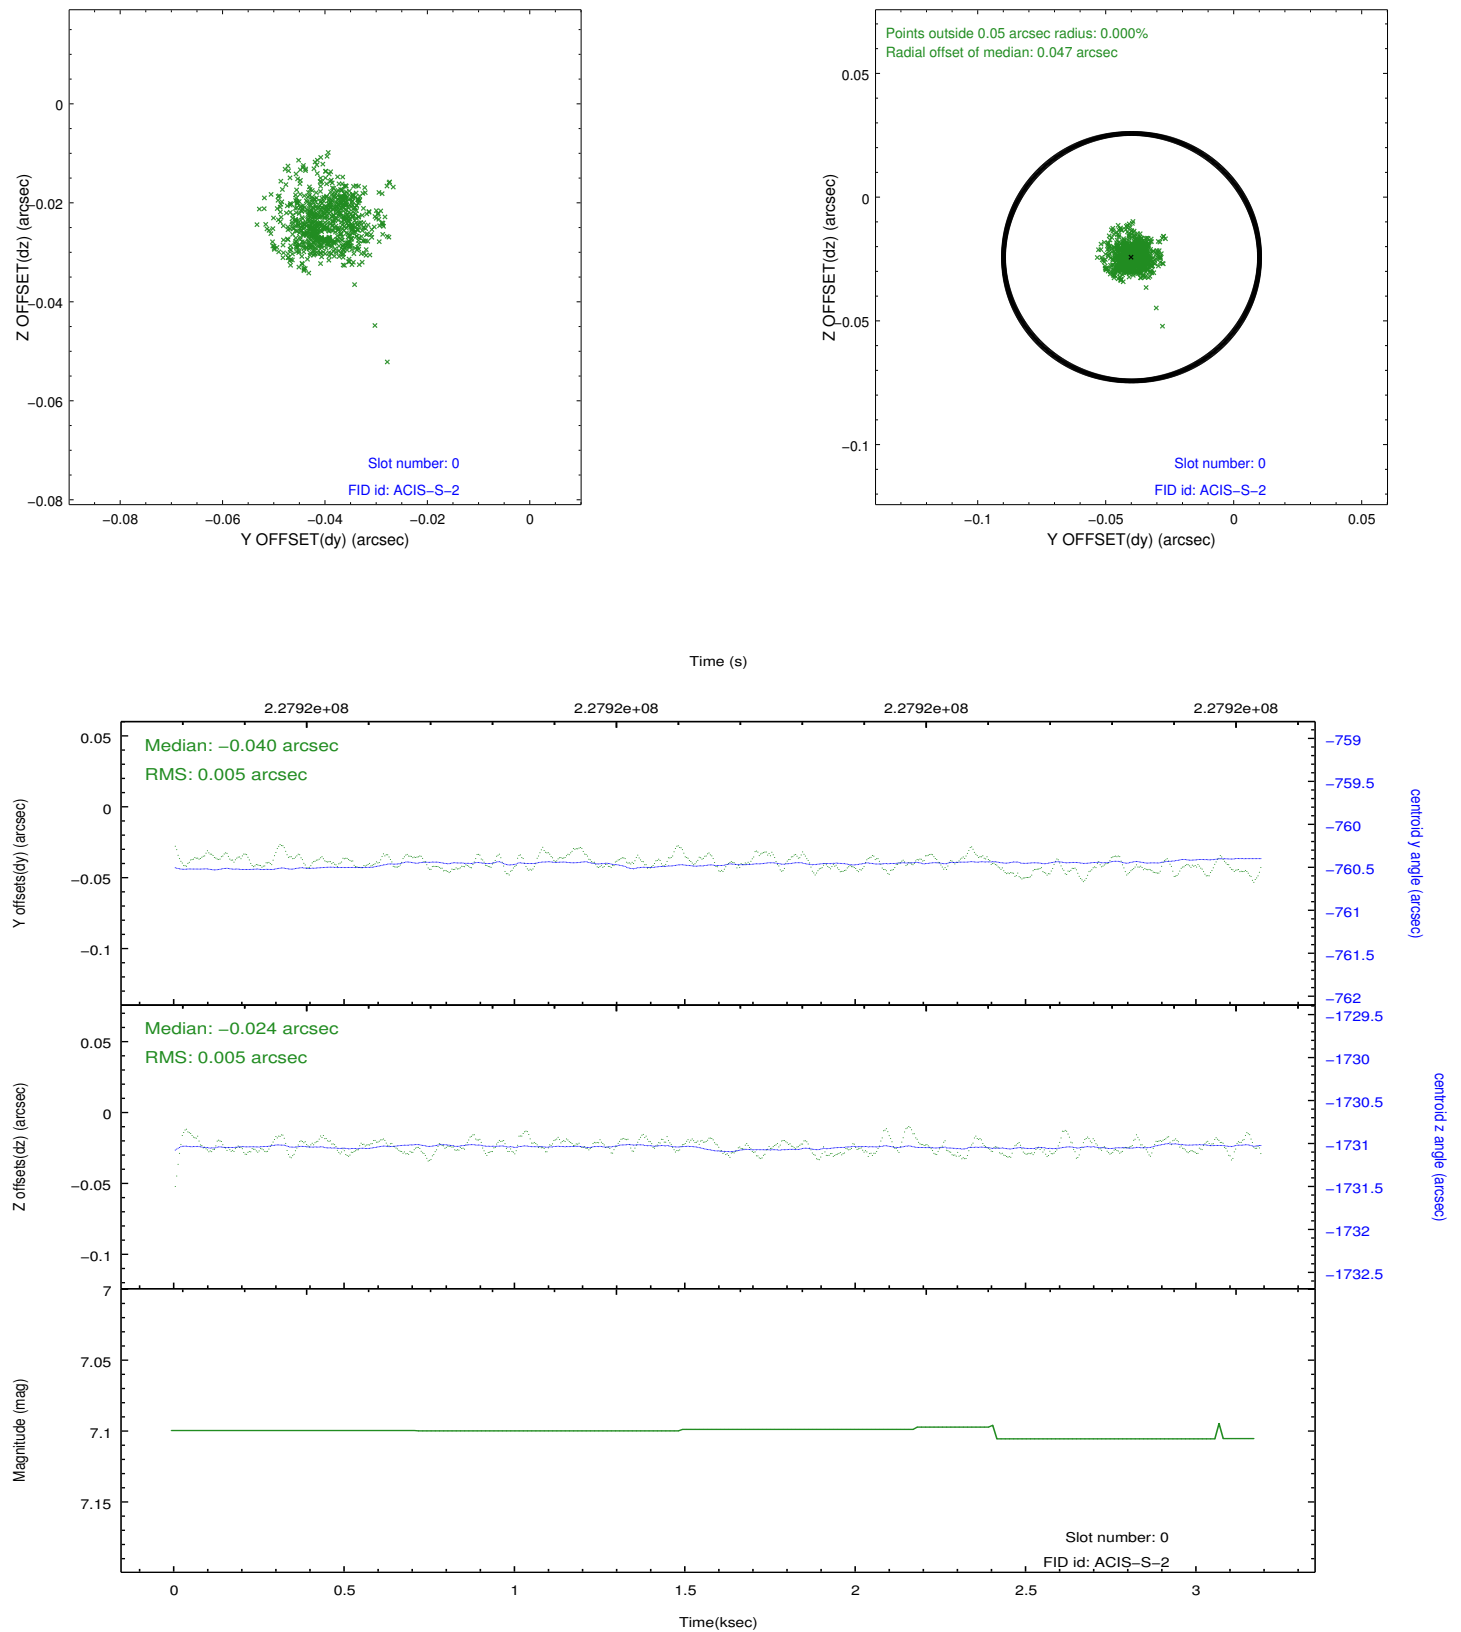 0
−0.02
−0.04
−0.06
−0.08
Z OFFSET(dz) (arcsec)
Slot number: 0
FID id: ACIS−S−2
−0.08 −0.06 −0.04 −0.02 0
Y OFFSET(dy) (arcsec)
Points outside 0.05 arcsec radius: 0.000%
Radial offset of median: 0.047 arcsec
0.05
0
−0.05
−0.1
Z OFFSET(dz) (arcsec)
Slot number: 0
FID id: ACIS−S−2
−0.1 −0.05 0 0.05
Y OFFSET(dy) (arcsec)
Time (s)
2.2792e+08 2.2792e+08 2.2792e+08 2.2792e+08
Median: −0.040 arcsec
RMS: 0.005 arcsec
0.05
0
−0.05
−0.1
Y offsets(dy) (arcsec)
−759
−759.5
−760
−760.5
−761
−761.5
−762
centroid y angle (arcsec)
Median: −0.024 arcsec
RMS: 0.005 arcsec
0.05
0
−0.05
−0.1
Z offsets(dz) (arcsec)
−1729.5
−1730
−1730.5
−1731
−1731.5
−1732
−1732.5
centroid z angle (arcsec)
7
7.05
7.1
7.15
Magnitude (mag)
Slot number: 0
FID id: ACIS−S−2
0 0.5 1 1.5 2 2.5 3
Time(ksec)